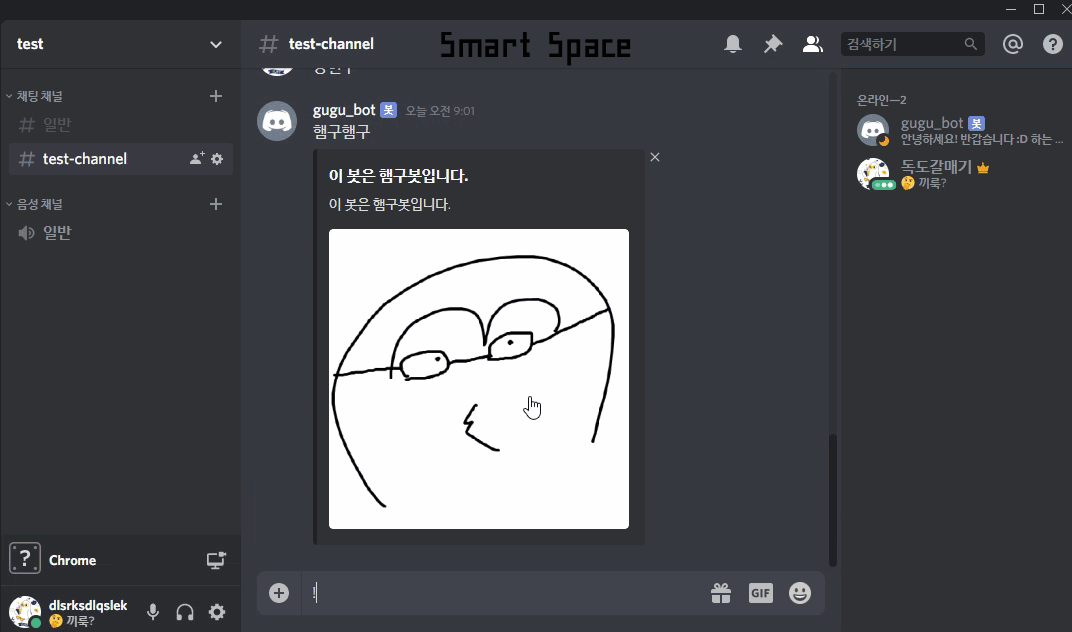 test
test-channel
Smart Space
검색하기
채팅 채널
일반
test-channel
음성 채널
일반
Chrome
dlsrksdlqslek
끼룩?
gugu_bot 봇 오늘 오전 9:01
햄구햄구
이 봇은 햄구봇입니다.
이 봇은 햄구봇입니다.
!
GIF
온라인—2
gugu_bot 봇
안녕하세요! 반갑습니다 :D 하는 ...
독도갈매기
끼룩?